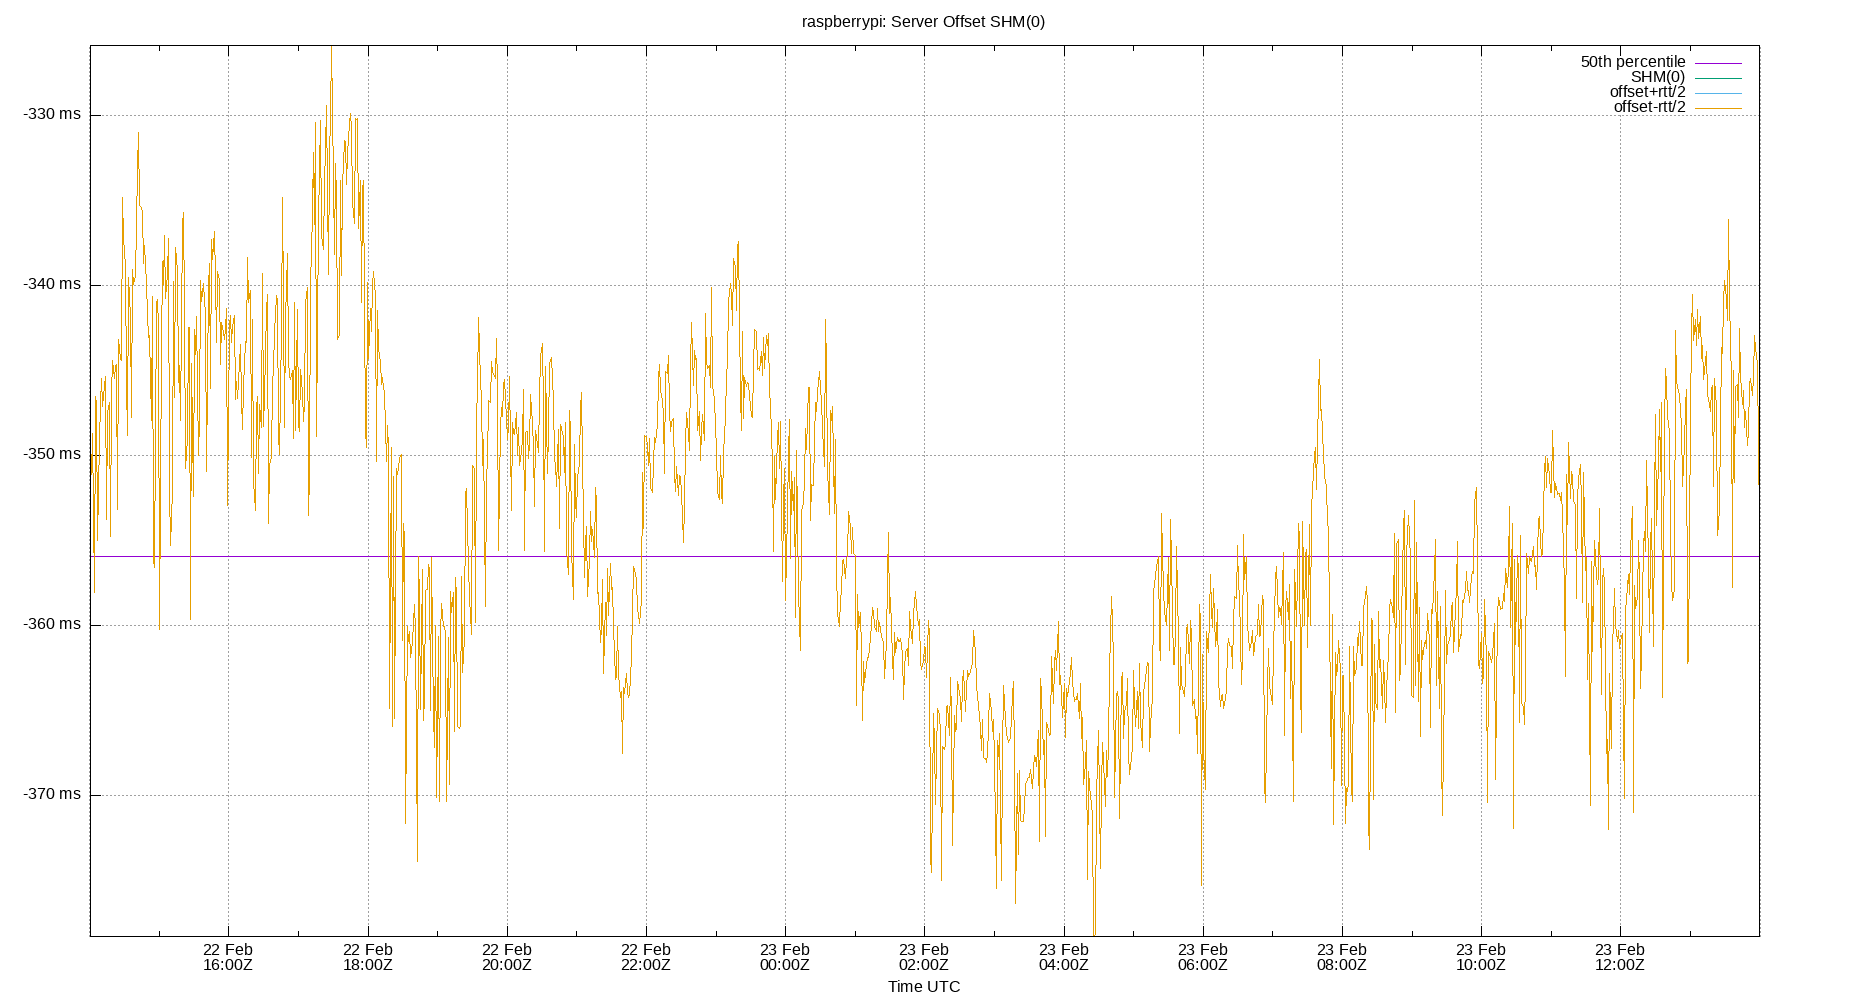 raspberrypi: Server Offset SHM(0)
50th percentile
SHM(0)
offset+rtt/2
offset-rtt/2
-330 ms
-340 ms
-350 ms
-360 ms
-370 ms
22 Feb 22 Feb 22 Feb 22 Feb 23 Feb 23 Feb 23 Feb 23 Feb 23 Feb 23 Feb 23 Feb
16:00Z 18:00Z 20:00Z 22:00Z 00:00Z 02:00Z 04:00Z 06:00Z 08:00Z 10:00Z 12:00Z
Time UTC